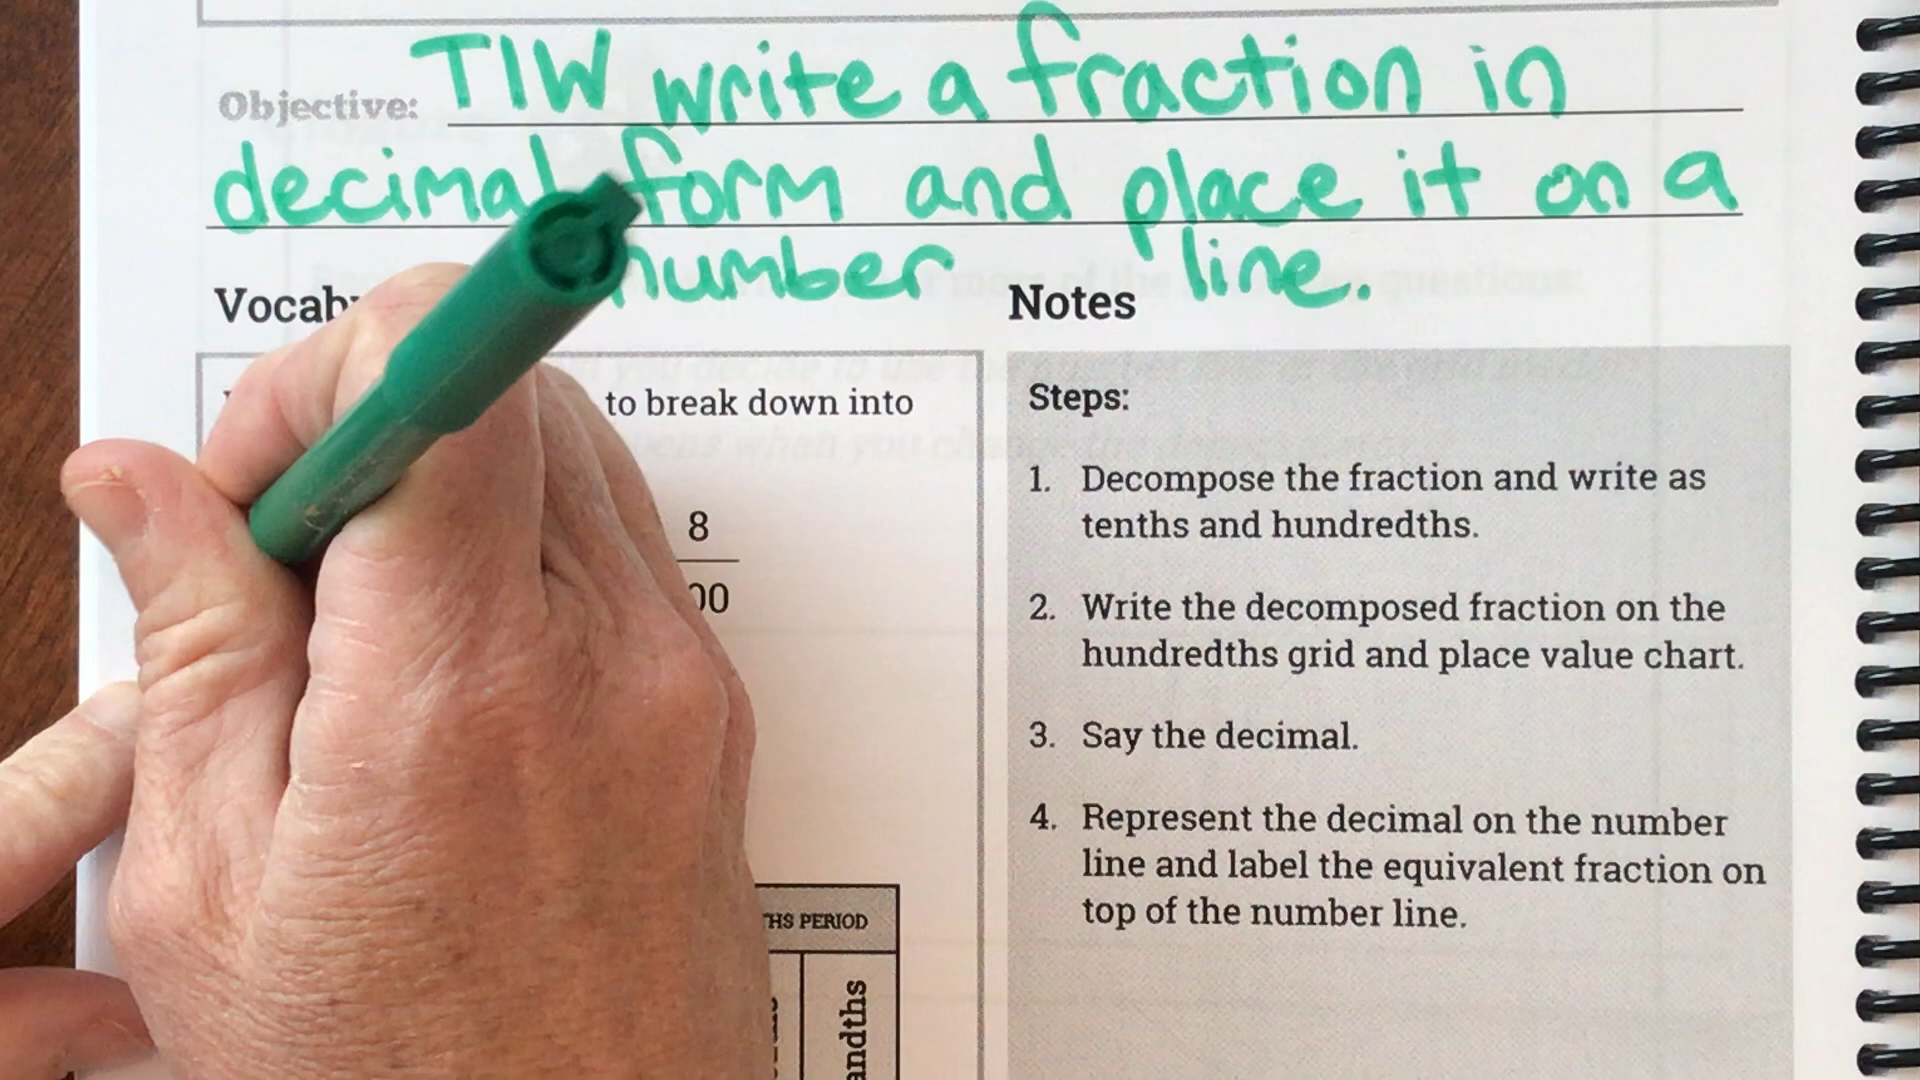 Objective: TIW write a fraction in
decimal form and place it on a
number line.
Notes
to break down into
8
Steps:
1. Decompose the fraction and write as
tenths and hundredths.
2. Write the decomposed fraction on the
hundredths grid and place value chart.
3. Say the decimal.
4. Represent the decimal on the number
line and label the equivalent fraction on
top of the number line.
PERIOD